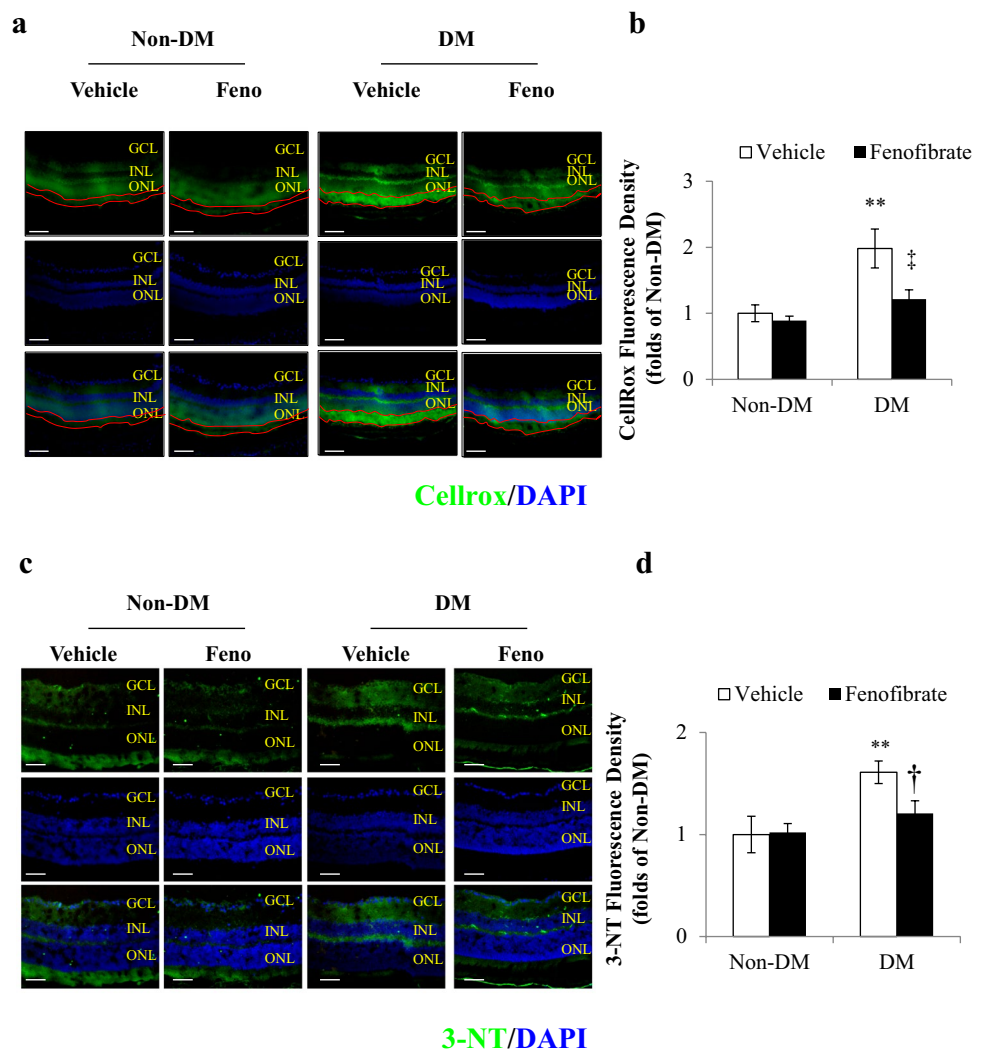 a
Non-DM DM
Vehicle Feno Vehicle Feno
GCL GCL GCL GCL
INL INL INL INL
ONL ONL ONL ONL
GCL GCL GCL GCL
INL INL INL INL
ONL ONL ONL ONL
GCL GCL GCL GCL
INL INL INL INL
ONL ONL ONL ONL
Cellrox/DAPI
b
Vehicle Fenofibrate
CellRox Fluorescence Density
(folds of Non-DM)
3
2
1
0
**
‡
Non-DM DM
c
Non-DM DM
Vehicle Feno Vehicle Feno
GCL GCL GCL GCL
INL INL INL INL
ONL ONL ONL ONL
GCL GCL GCL GCL
INL INL INL INL
ONL ONL ONL ONL
GCL GCL GCL GCL
INL INL INL INL
ONL ONL ONL ONL
3-NT/DAPI
d
Vehicle Fenofibrate
3-NT Fluorescence Density
(folds of Non-DM)
2
1
0
**
†
Non-DM DM